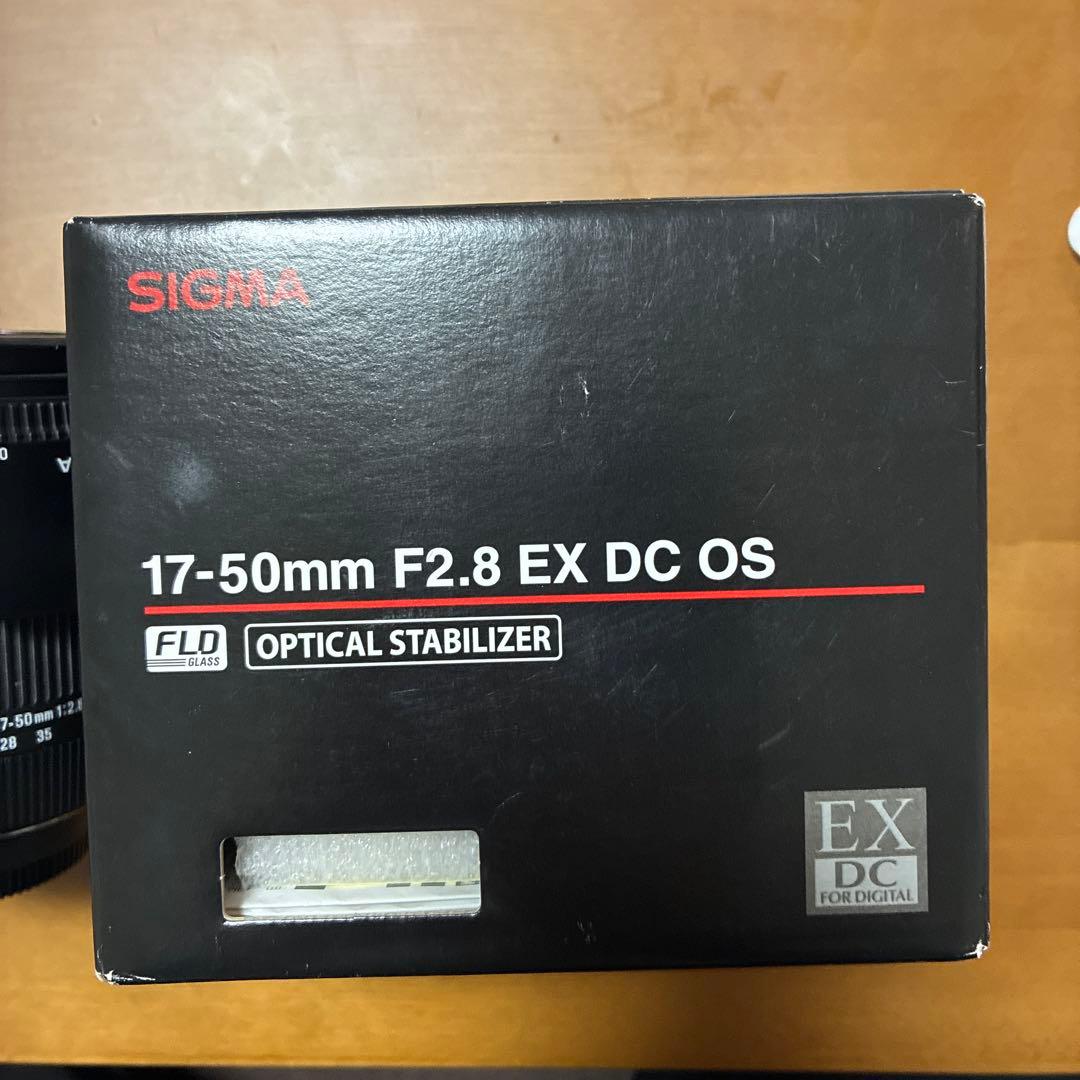 SIGMA
0
A
17-50mm F2.8 EX DC OS
FLD
GLASS
OPTICAL STABILIZER
7-50mm 1:2.8
28 35
EX
DC
FOR DIGITAL